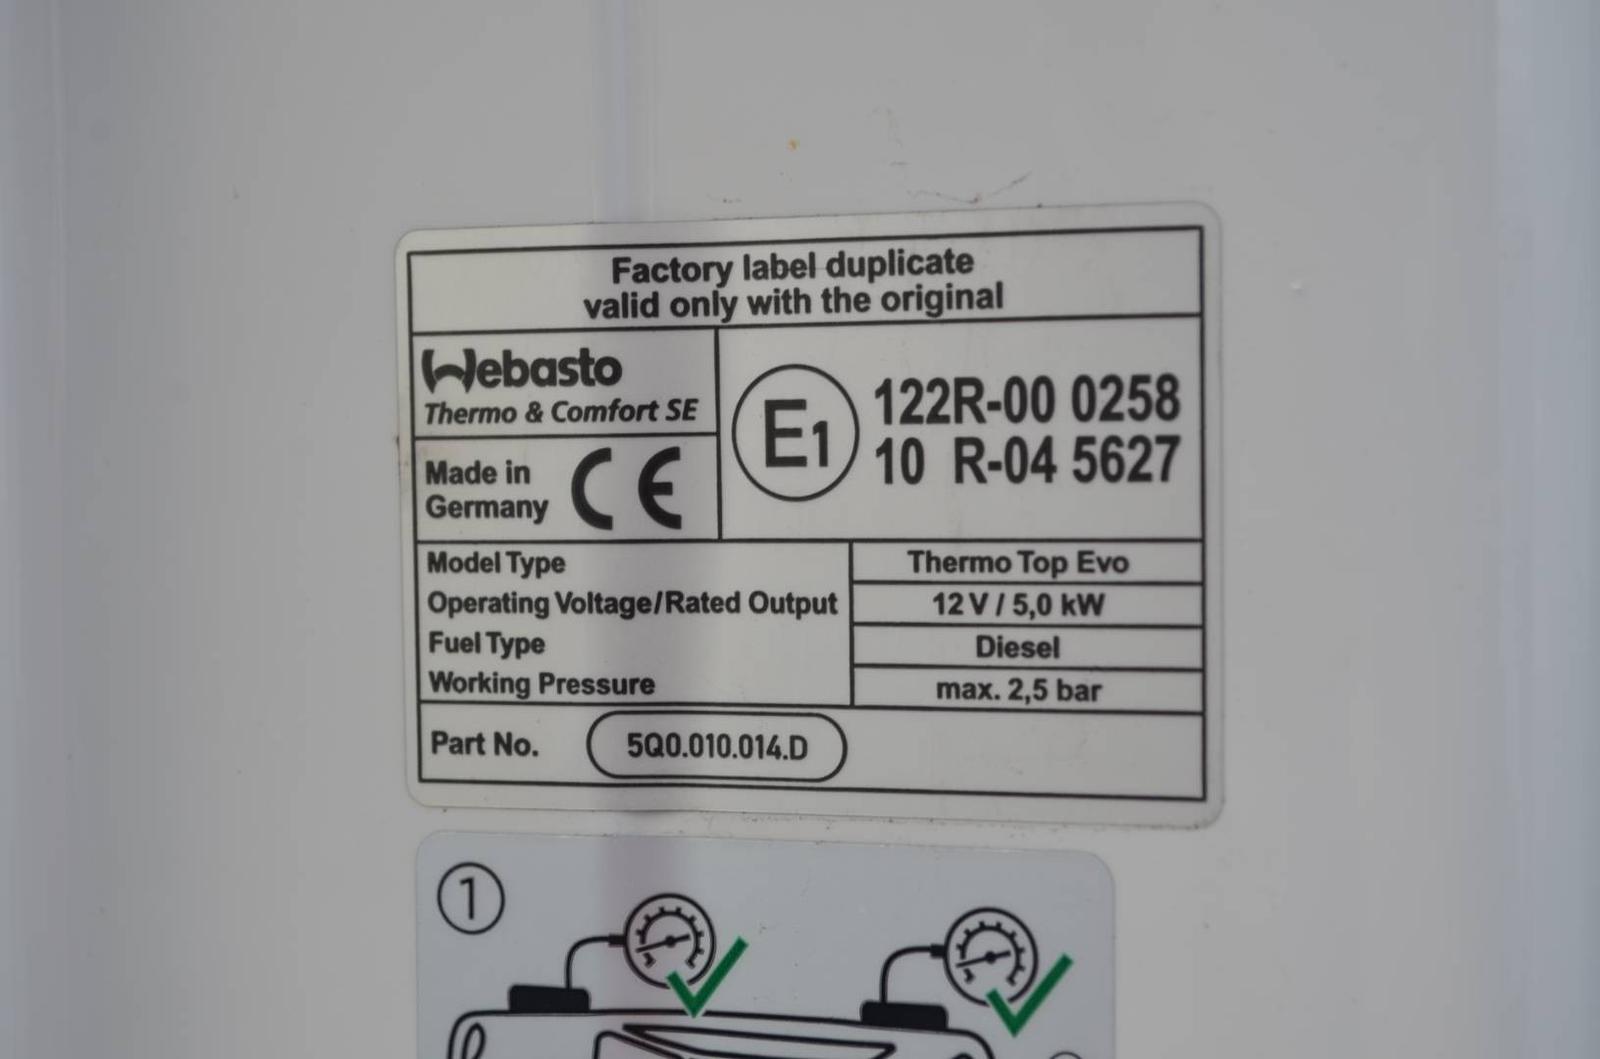 Factory label duplicate
valid only with the original
Webasto
Thermo & Comfort SE
Made in
Germany
CE
E1
122R-00 0258
10 R-04 5627
Model Type
Thermo Top Evo
Operating Voltage/Rated Output
12 V / 5,0 kW
Fuel Type
Diesel
Working Pressure
max. 2,5 bar
Part No.
5Q0.010.014.D
1